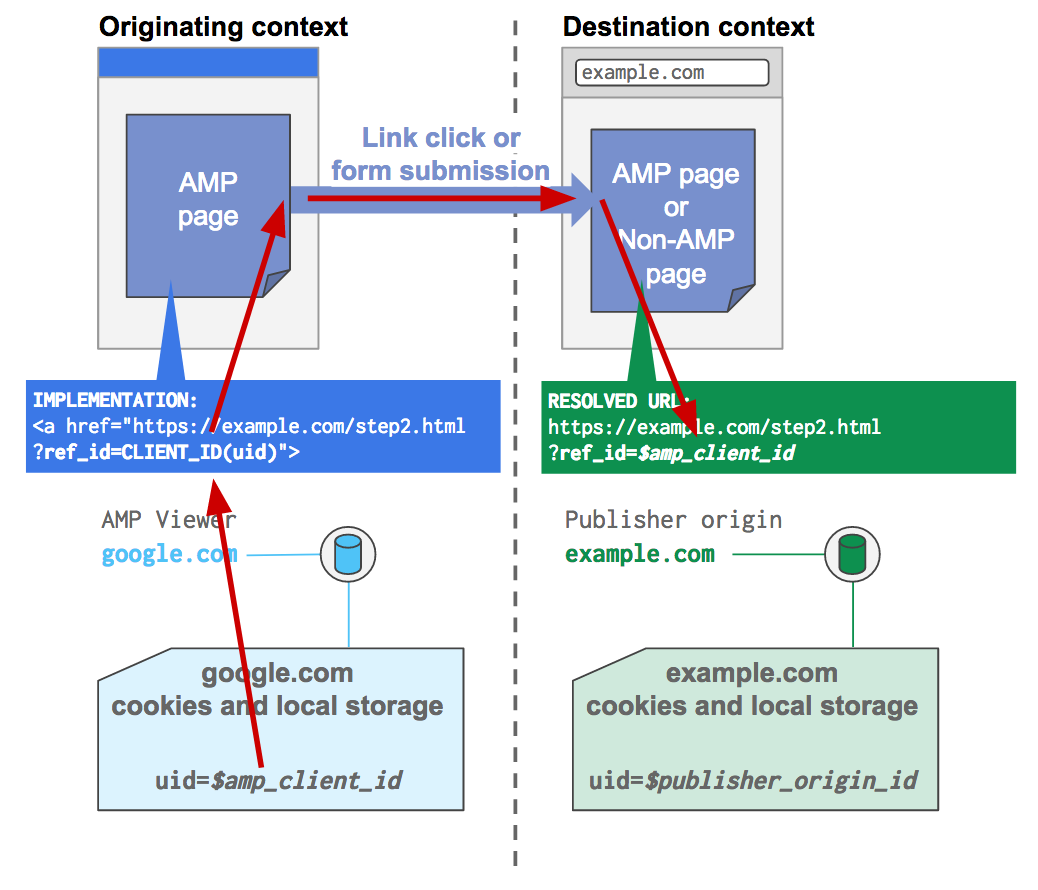 Originating context
Destination context
example.com
Link click or
form submission
AMP
page
AMP page
or
Non-AMP
page
IMPLEMENTATION:
<a href="https://example.com/step2.html
?ref_id=CLIENT_ID(uid)">
RESOLVED URL:
https://example.com/step2.html
?ref_id=$amp_client_id
AMP Viewer
google.com
Publisher origin
example.com
google.com
cookies and local storage
uid=$amp_client_id
example.com
cookies and local storage
uid=$publisher_origin_id